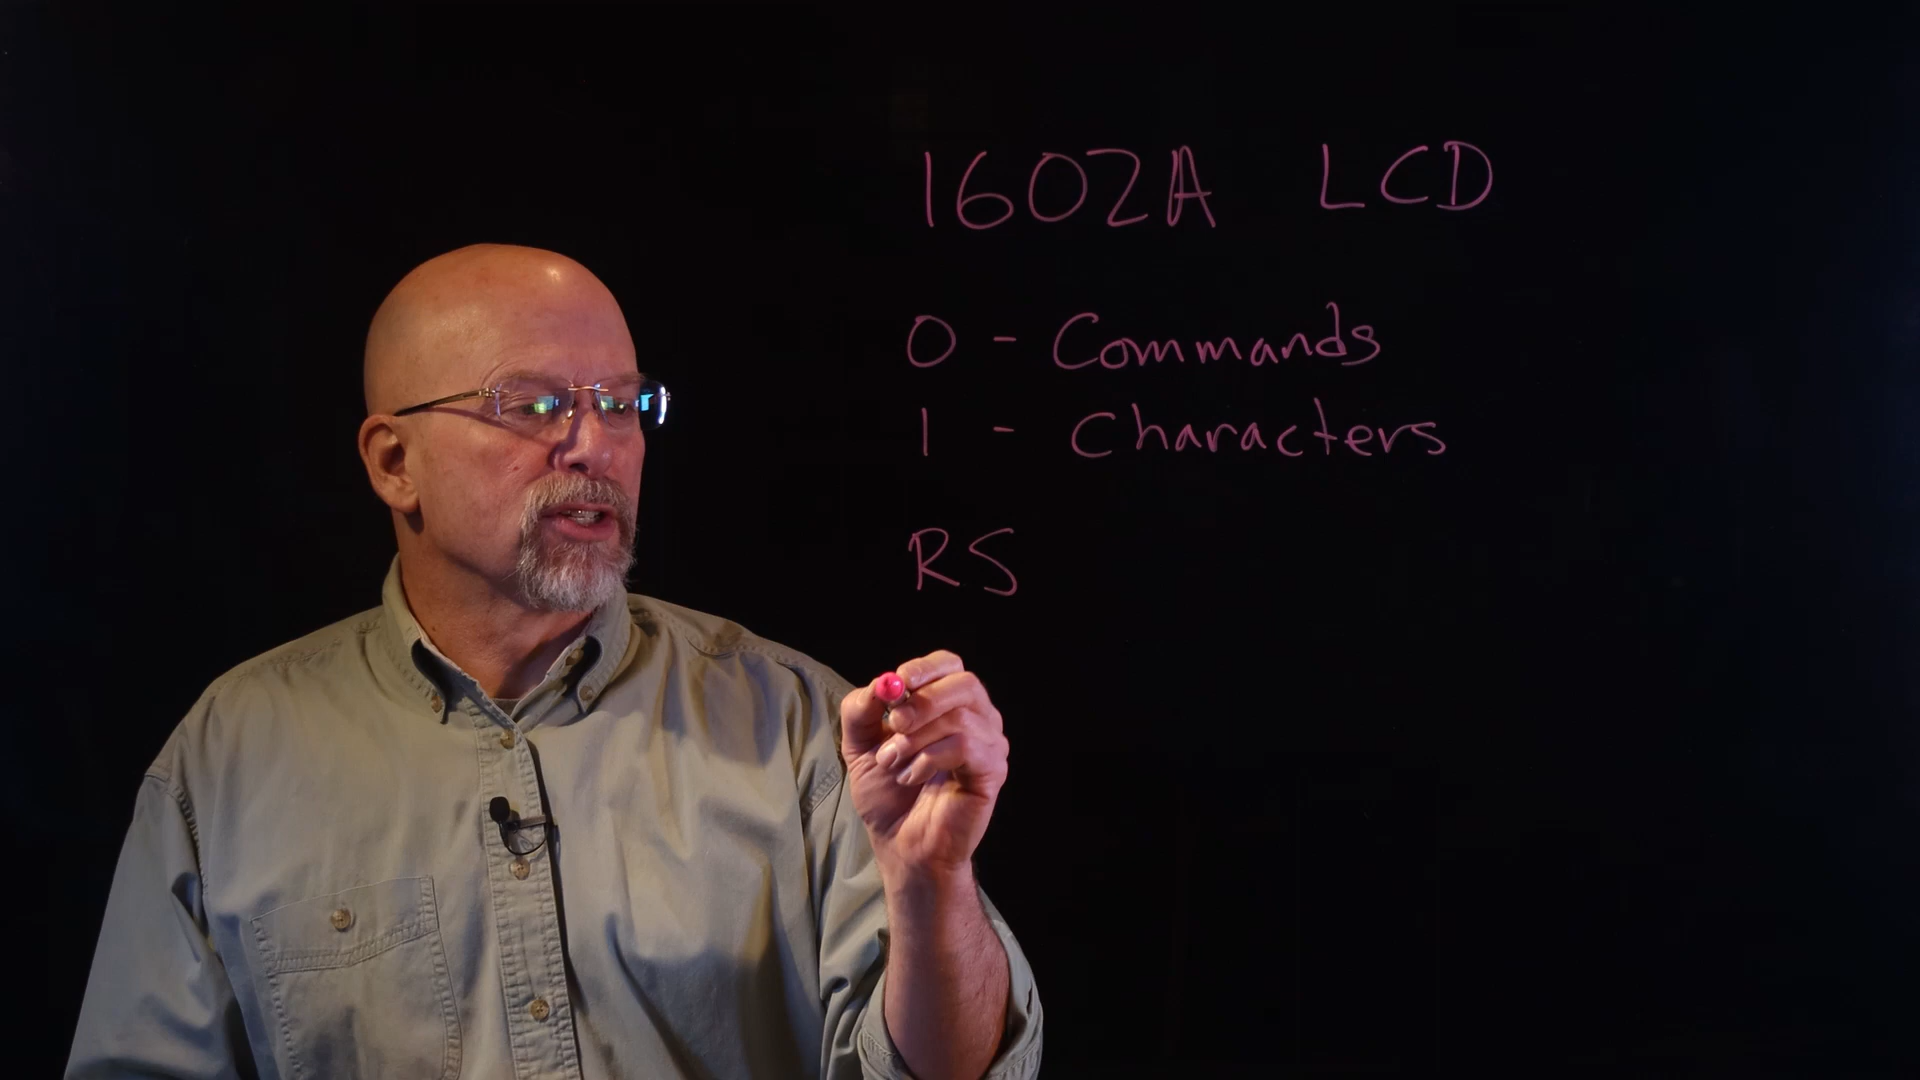 1602A LCD
0 - Commands
1 - Characters
RS